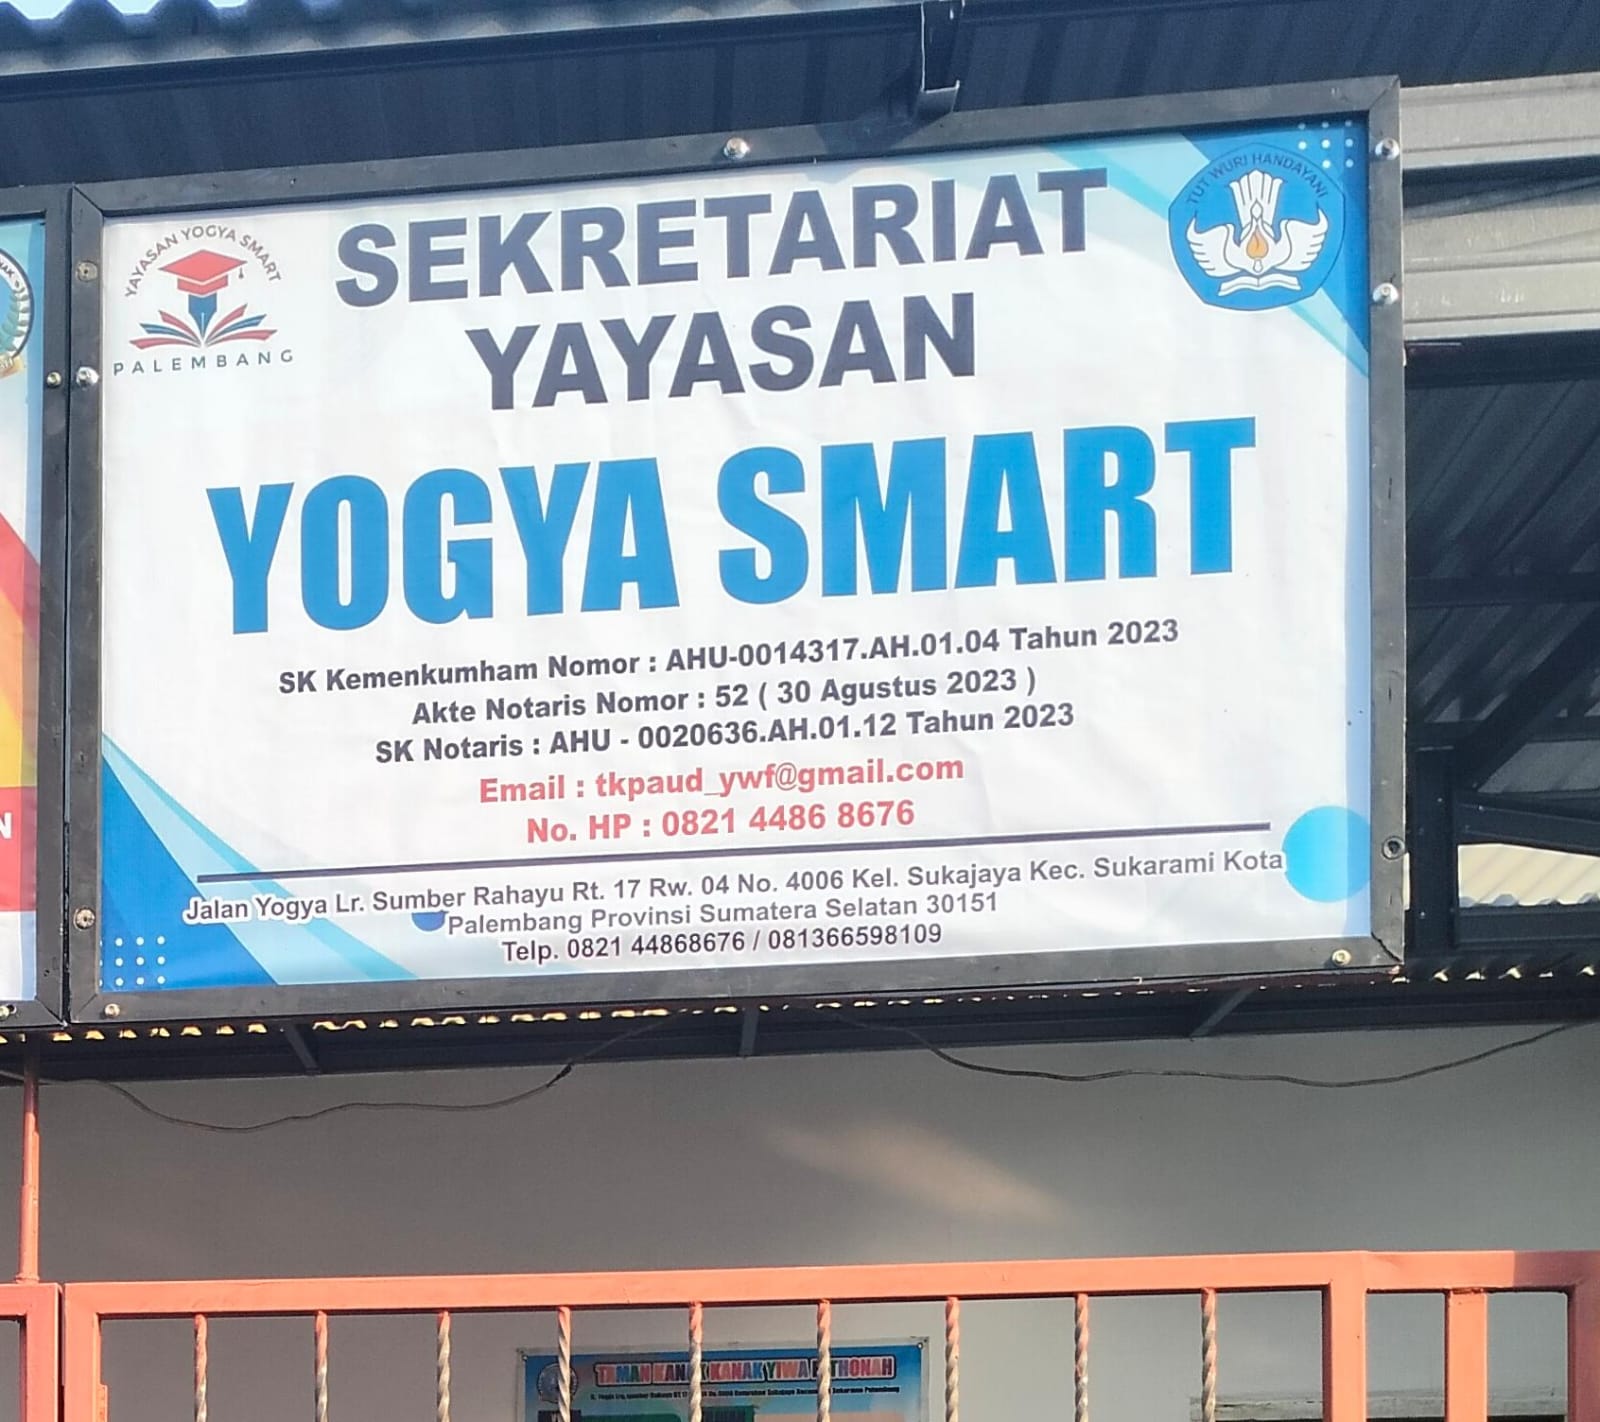 YAYASAN YOGYA SMART
PALEMBANG
TUT WURI HANDAYANI
SEKRETARIAT
YAYASAN
YOGYA SMART
SK Kemenkumham Nomor : AHU-0014317.AH.01.04 Tahun 2023
Akte Notaris Nomor : 52 ( 30 Agustus 2023 )
SK Notaris : AHU - 0020636.AH.01.12 Tahun 2023
Email : tkpaud_ywf@gmail.com
No. HP : 0821 4486 8676
Jalan Yogya Lr. Sumber Rahayu Rt. 17 Rw. 04 No. 4006 Kel. Sukajaya Kec. Sukarami Kota
Palembang Provinsi Sumatera Selatan 30151
Telp. 0821 44868676 / 081366598109
N
TAMAN KANAK KANAK